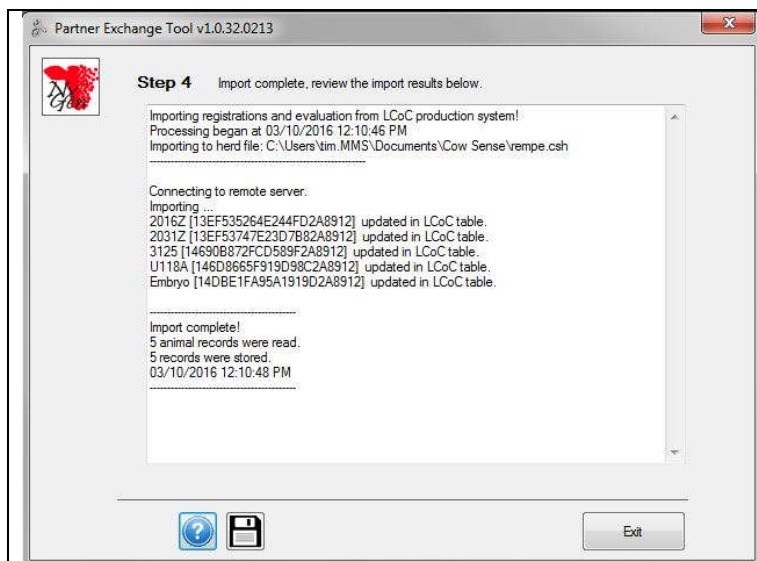 Partner Exchange Tool v1.0.32.0213
Step 4 Import complete, review the import results below.
Importing registrations and evaluation from LCoC production system!
Processing began at 03/10/2016 12:10:46 PM
Importing to herd file: C:\Users\tim.MMS\Documents\Cow Sense\rempe.csh
Connecting to remote server.
Importing ...
2016Z [13EF535264E244FD2A8912] updated in LCoC table.
2031Z [13EF53747E23D7B82A8912] updated in LCoC table.
3125 [14690B872FCD589F2A8912] updated in LCoC table.
U118A [146D8665F919D98C2A8912] updated in LCoC table.
Embryo [14DBE1FA95A1919D2A8912] updated in LCoC table.
Import complete!
5 animal records were read.
5 records were stored.
03/10/2016 12:10:48 PM
Exit